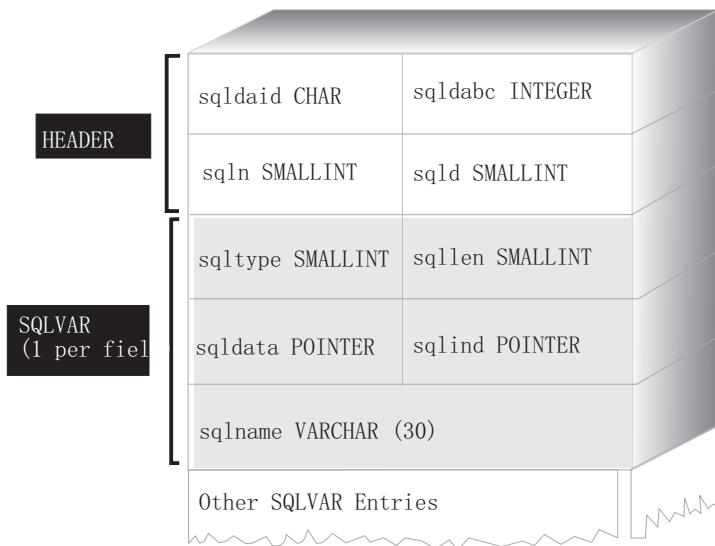 HEADER
sqldaid CHAR
sqldabc INTEGER
sqln SMALLINT
sqld SMALLINT
SQLVAR
(1 per fiel
sqltype SMALLINT
sqllen SMALLINT
sqldata POINTER
sqlind POINTER
sqlname VARCHAR (30)
Other SQLVAR Entries